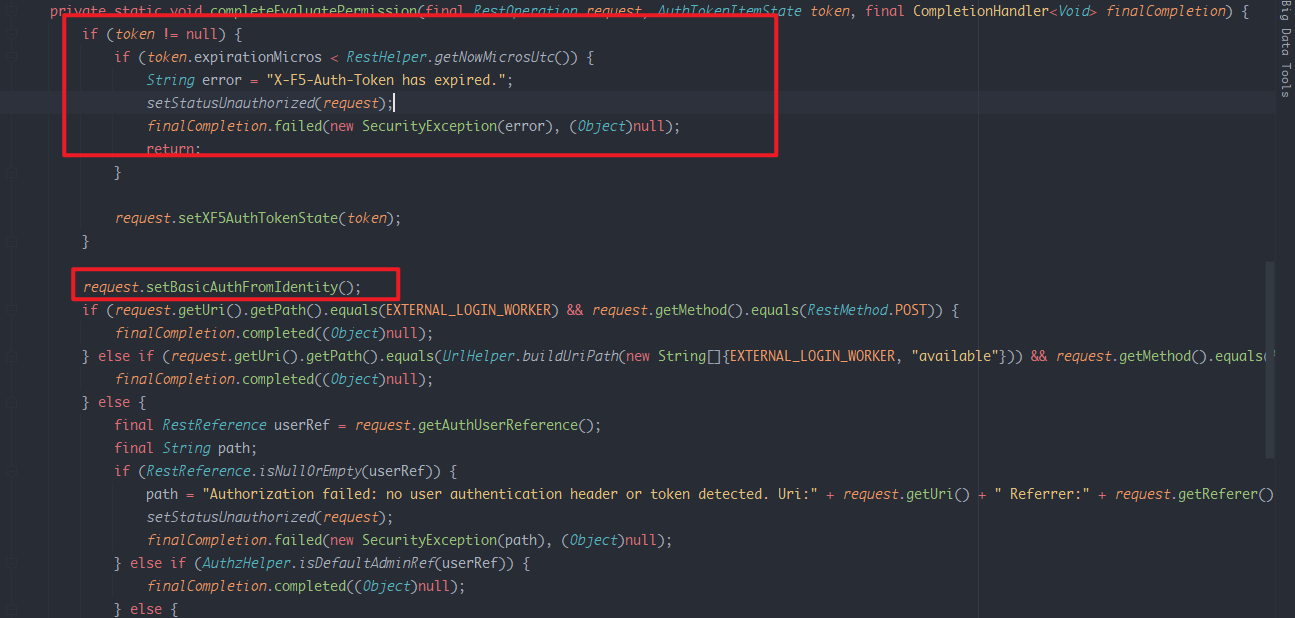 private static void completeEvaluatePermission(final RestOperation request, AuthTokenItemState token, final CompletionHandler<Void> finalCompletion) {
if (token != null) {
if (token.expirationMicros < RestHelper.getNowMicrosUtc()) {
String error = "X-F5-Auth-Token has expired.";
setStatusUnauthorized(request);
finalCompletion.failed(new SecurityException(error), (Object)null);
return;
}
request.setXF5AuthTokenState(token);
}
request.setBasicAuthFromIdentity();
if (request.getUri().getPath().equals(EXTERNAL_LOGIN_WORKER) && request.getMethod().equals(RestMethod.POST)) {
finalCompletion.completed((Object)null);
} else if (request.getUri().getPath().equals(UrlHelper.buildUriPath(new String[]{EXTERNAL_LOGIN_WORKER, "available"})) && request.getMethod().equals(
finalCompletion.completed((Object)null);
} else {
final RestReference userRef = request.getAuthUserReference();
final String path;
if (RestReference.isNullOrEmpty(userRef)) {
path = "Authorization failed: no user authentication header or token detected. Uri:" + request.getUri() + " Referrer:" + request.getReferer()
setStatusUnauthorized(request);
finalCompletion.failed(new SecurityException(path), (Object)null);
} else if (AuthzHelper.isDefaultAdminRef(userRef)) {
finalCompletion.completed((Object)null);
} else {
Big Data Tools